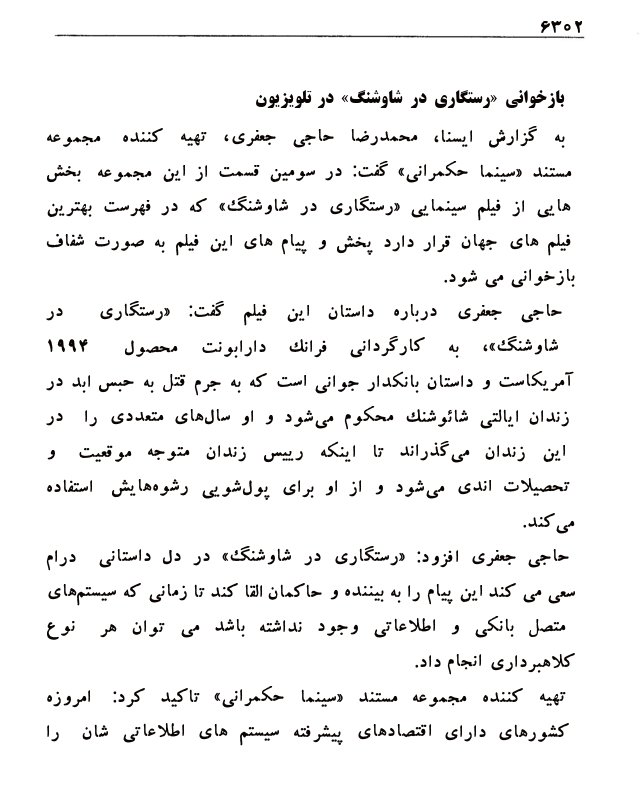 ۶۳۰۲
بازخوانی «رستگاری در شاوشنگ» در تلویزیون
به گزارش ایسنا، محمدرضا حاجی جعفری، تهیه کننده مجموعه
مستند «سینما حکمرانی» گفت: در سومین قسمت از این مجموعه بخش
هایی از فیلم سینمایی «رستگاری در شاوشنگ» که در فهرست بهترین
فیلم های جهان قرار دارد پخش و پیام های این فیلم به صورت شفاف
بازخوانی می شود.
حاجی جعفری درباره داستان این فیلم گفت: «رستگاری در
شاوشنگ»، به کارگردانی فرانک دارابونت محصول ۱۹۹۴
آمریکاست و داستان بانکدار جوانی است که به جرم قتل به حبس ابد در
زندان ایالتی شائوشنک محکوم می‌شود و او سال‌های متعددی را در
این زندان می‌گذراند تا اینکه رییس زندان متوجه موقعیت و
تحصیلات اندی می‌شود و از او برای پول‌شویی رشوه‌هایش استفاده
می‌کند.
حاجی جعفری افزود: «رستگاری در شاوشنگ» در دل داستانی درام
سعی می کند این پیام را به بیننده و حاکمان القا کند تا زمانی که سیستم‌های
متصل بانکی و اطلاعاتی وجود نداشته باشد می توان هر نوع
کلاهبرداری انجام داد.
تهیه کننده مجموعه مستند «سینما حکمرانی» تاکید کرد: امروزه
کشورهای دارای اقتصادهای پیشرفته سیستم های اطلاعاتی شان را